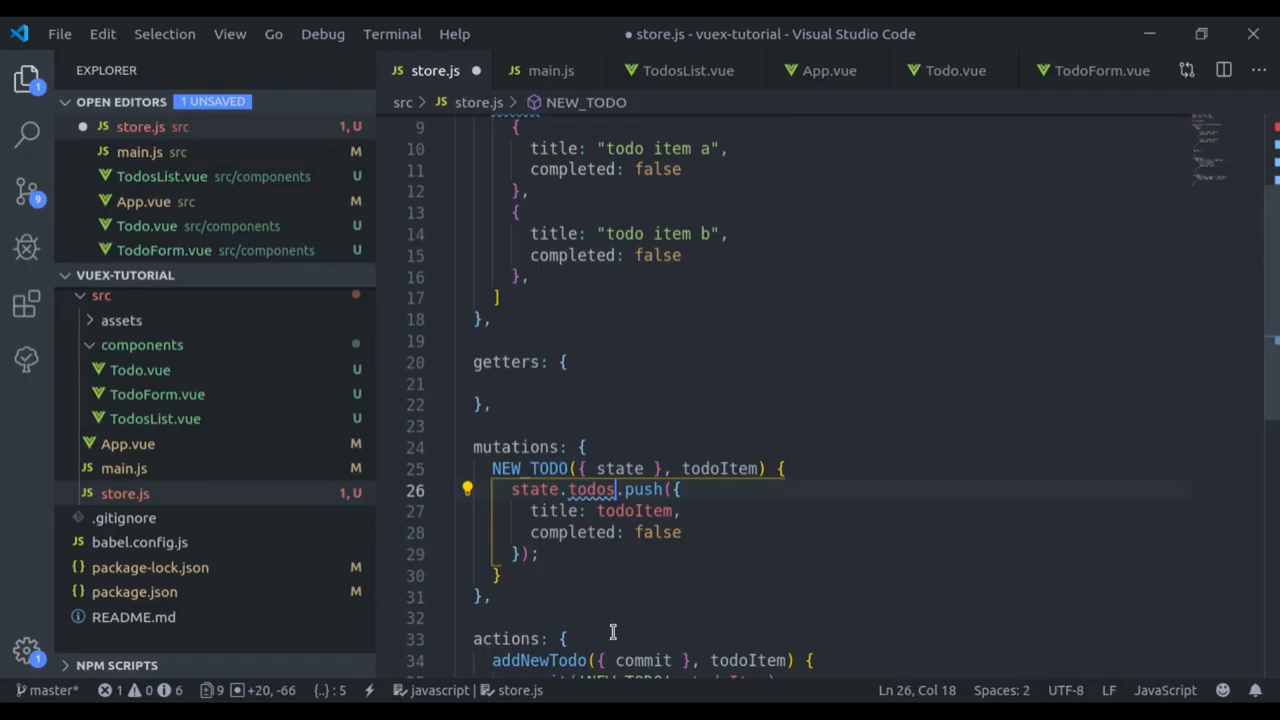 File Edit Selection View Go Debug Terminal Help
● store.js - vuex-tutorial - Visual Studio Code
EXPLORER
OPEN EDITORS 1 UNSAVED
JS store.js src 1, U
JS main.js src M
TodosList.vue src/components U
App.vue src M
Todo.vue src/components U
TodoForm.vue src/components U
VUEX-TUTORIAL
src
assets
components
Todo.vue U
TodoForm.vue U
TodosList.vue U
App.vue M
JS main.js M
JS store.js 1, U
.gitignore
babel.config.js
{} package-lock.json M
{} package.json M
README.md
NPM SCRIPTS
1
9
1
JS store.js ● JS main.js TodosList.vue App.vue Todo.vue TodoForm.vue
src > JS store.js > NEW_TODO
9 {
10 title: "todo item a",
11 completed: false
12 },
13 {
14 title: "todo item b",
15 completed: false
16 },
17 ]
18 },
19
20 getters: {
21
22 },
23
24 mutations: {
25 NEW_TODO({ state }, todoItem) {
26 state.todos.push({
27 title: todoItem,
28 completed: false
29 });
30 }
31 },
32
33 actions: {
34 addNewTodo({ commit }, todoItem) {
master* 1 0 6 9 +20, -66 {..} : 5 javascript | store.js Ln 26, Col 18 Spaces: 2 UTF-8 LF JavaScript